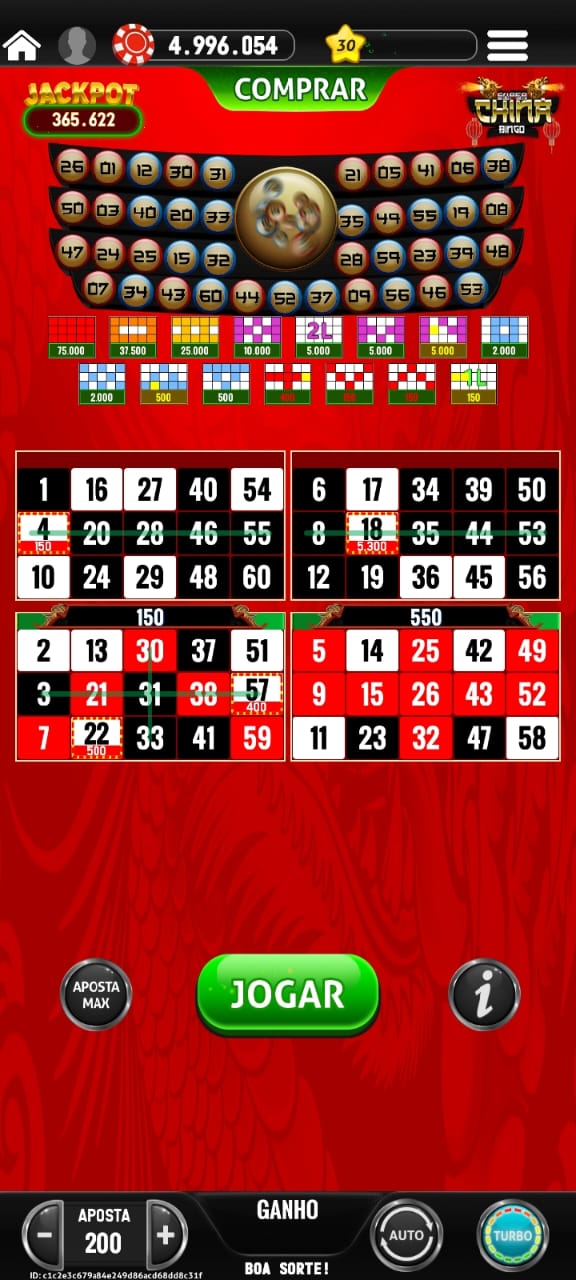 4.996.054 30
JACKPOT
365.622
COMPRAR
SUPER
CHINA
BINGO
26 01 12 30 31 21 05 41 06 38
50 03 40 20 33 35 49 55 19 08
47 24 25 15 32 28 59 23 39 48
07 34 43 60 44 52 37 09 56 46 53
2L
75.000 37.500 25.000 10.000 5.000 5.000 5.000 2.000
1L
2.000 500 500 400 150 150 150
1 16 27 40 54
4 20 28 46 55
150
10 24 29 48 60
6 17 34 39 50
8 18 35 44 53
5.300
12 19 36 45 56
150
2 13 30 37 51
3 21 31 38 57
400
7 22 33 41 59
500
550
5 14 25 42 49
9 15 26 43 52
11 23 32 47 58
APOSTA
MAX
JOGAR
i
- APOSTA +
200
GANHO
AUTO
TURBO
BOA SORTE!
ID:c1c2e3c679a84e249d86acd68dd8c31f